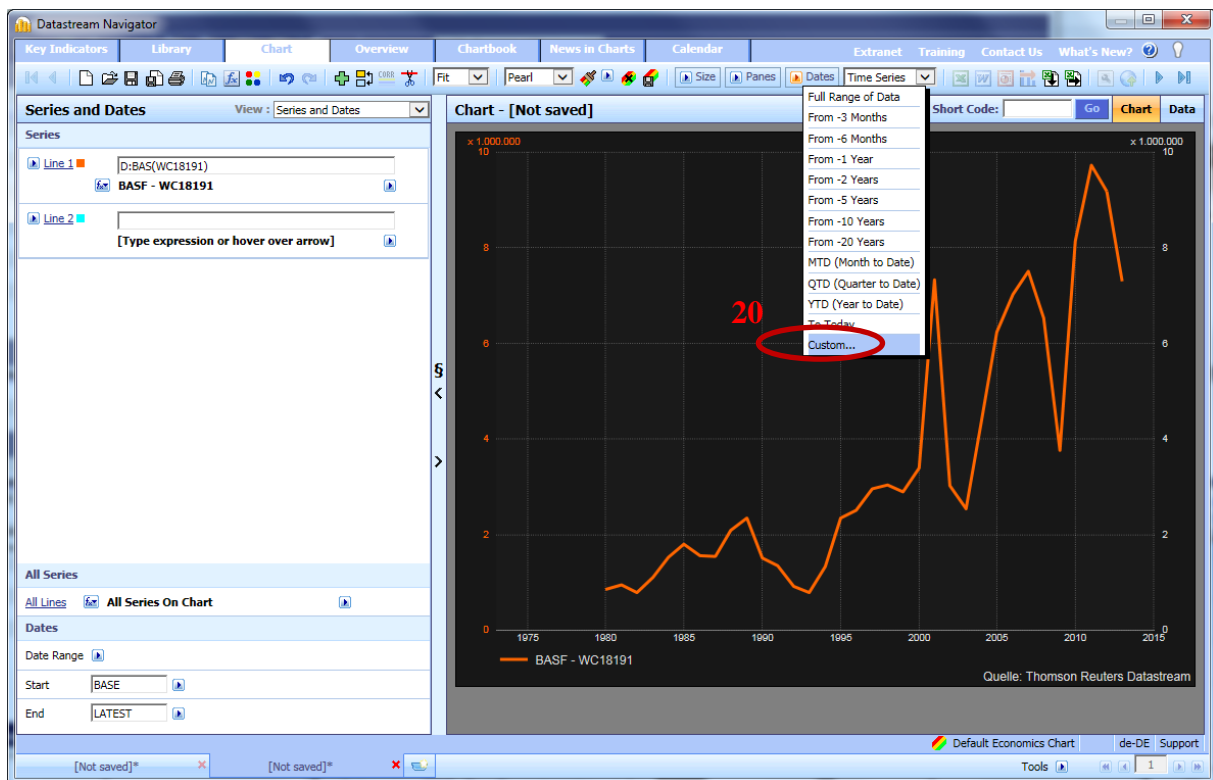 Datastream Navigator
Key Indicators Library Chart Overview Chartbook News in Charts Calendar Extranet Training Contact Us What's New?
CORR Fit Pearl Size Panes Dates Time Series
Series and Dates View : Series and Dates
Chart - [Not saved] Short Code: Go Chart Data
Series
Line 1 D:BAS(WC18191)
BASF - WC18191
Line 2
[Type expression or hover over arrow]
All Series
All Lines All Series On Chart
Dates
Date Range
Start BASE
End LATEST
§
<
>
Full Range of Data
From -3 Months
From -6 Months
From -1 Year
From -2 Years
From -5 Years
From -10 Years
From -20 Years
MTD (Month to Date)
QTD (Quarter to Date)
YTD (Year to Date)
To Today
Custom...
20
x 1.000.000 x 1.000.000
10 10
8 8
6 6
4 4
2 2
0 0
1975 1980 1985 1990 1995 2000 2005 2010 2015
BASF - WC18191
Quelle: Thomson Reuters Datastream
Default Economics Chart de-DE Support
[Not saved]* [Not saved]* Tools 1